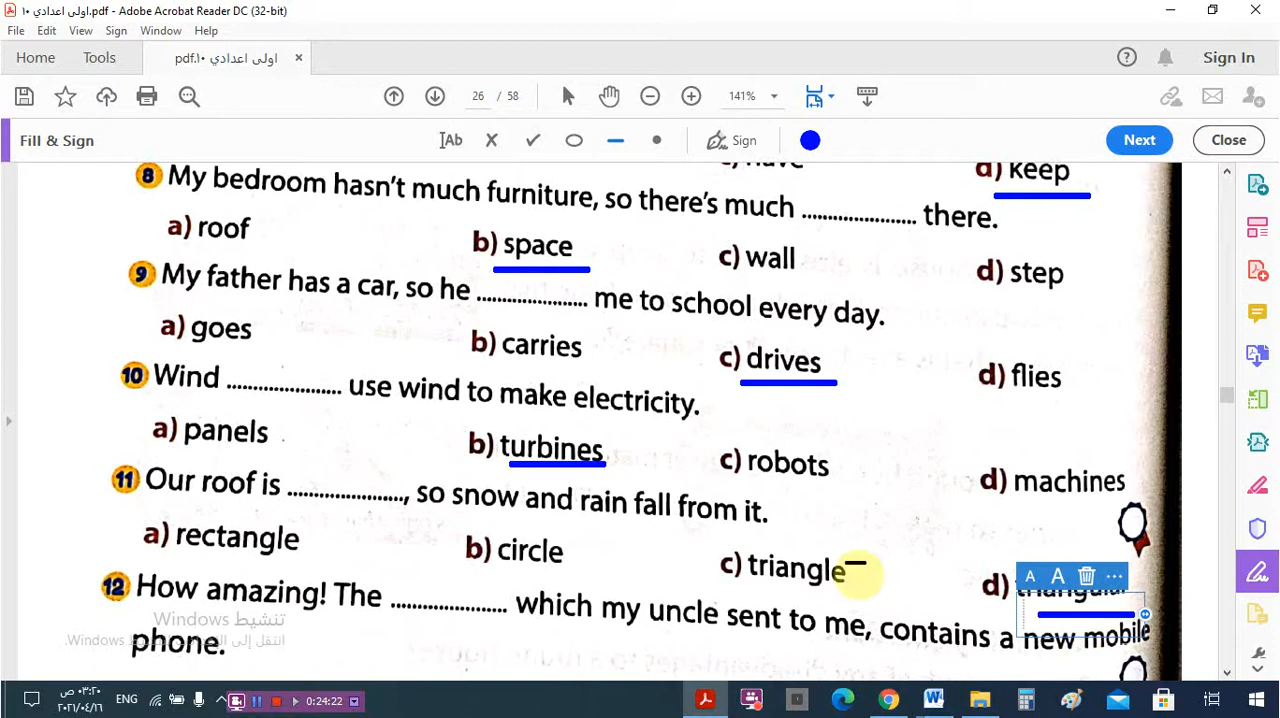 اولى اعدادي ١٠.pdf - Adobe Acrobat Reader DC (32-bit)
File Edit View Sign Window Help
Home Tools اولى اعدادي ١٠.pdf × Sign In
26 / 58 141%
Fill & Sign Ab Sign Next Close
c) have d) keep
8 My bedroom hasn't much furniture, so there's much .................... there.
a) roof b) space c) wall d) step
9 My father has a car, so he .................... me to school every day.
a) goes b) carries c) drives d) flies
10 Wind .................... use wind to make electricity.
a) panels b) turbines c) robots d) machines
11 Our roof is ...................., so snow and rain fall from it.
a) rectangle b) circle c) triangle d) triangular
A A ...
12 How amazing! The .................... which my uncle sent to me, contains a new mobile
phone.
تنشيط Windows
ENG 0:24:22